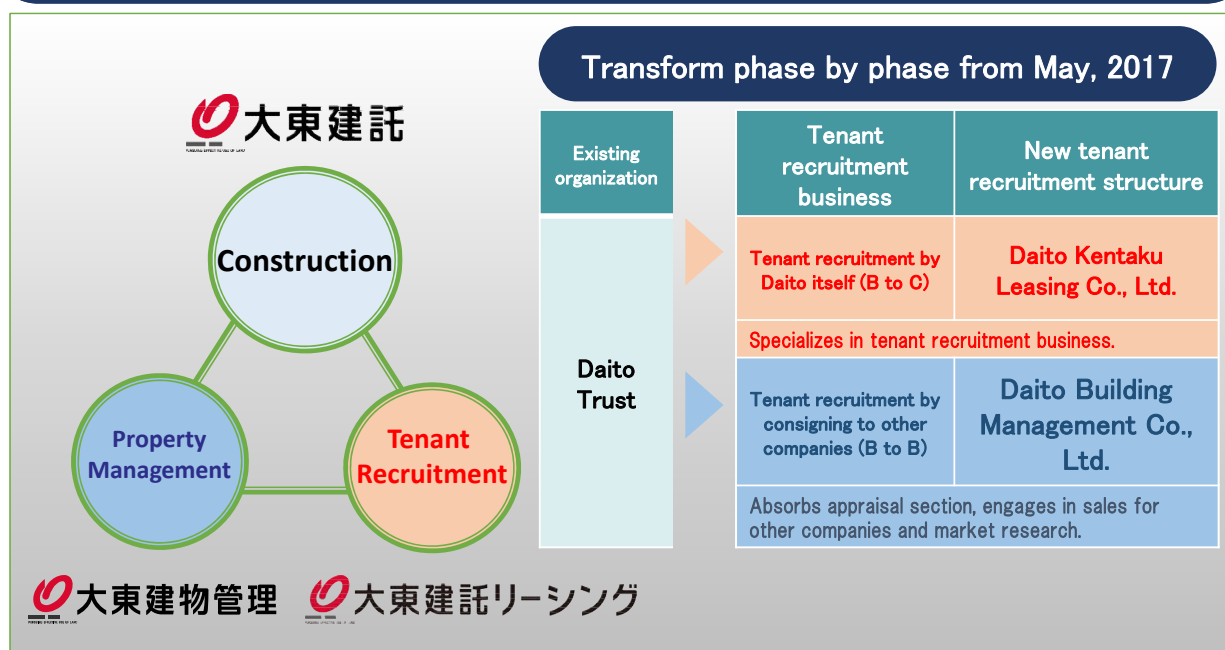 Transform phase by phase from May, 2017
大東建託
Construction
Property
Management
Tenant
Recruitment
大東建物管理
大東建託リーシング
Existing
organization
Tenant
recruitment
business
New tenant
recruitment structure
Daito
Trust
Tenant recruitment by
Daito itself (B to C)
Daito Kentaku
Leasing Co., Ltd.
Specializes in tenant recruitment business.
Tenant recruitment by
consigning to other
companies (B to B)
Daito Building
Management Co.,
Ltd.
Absorbs appraisal section, engages in sales for
other companies and market research.